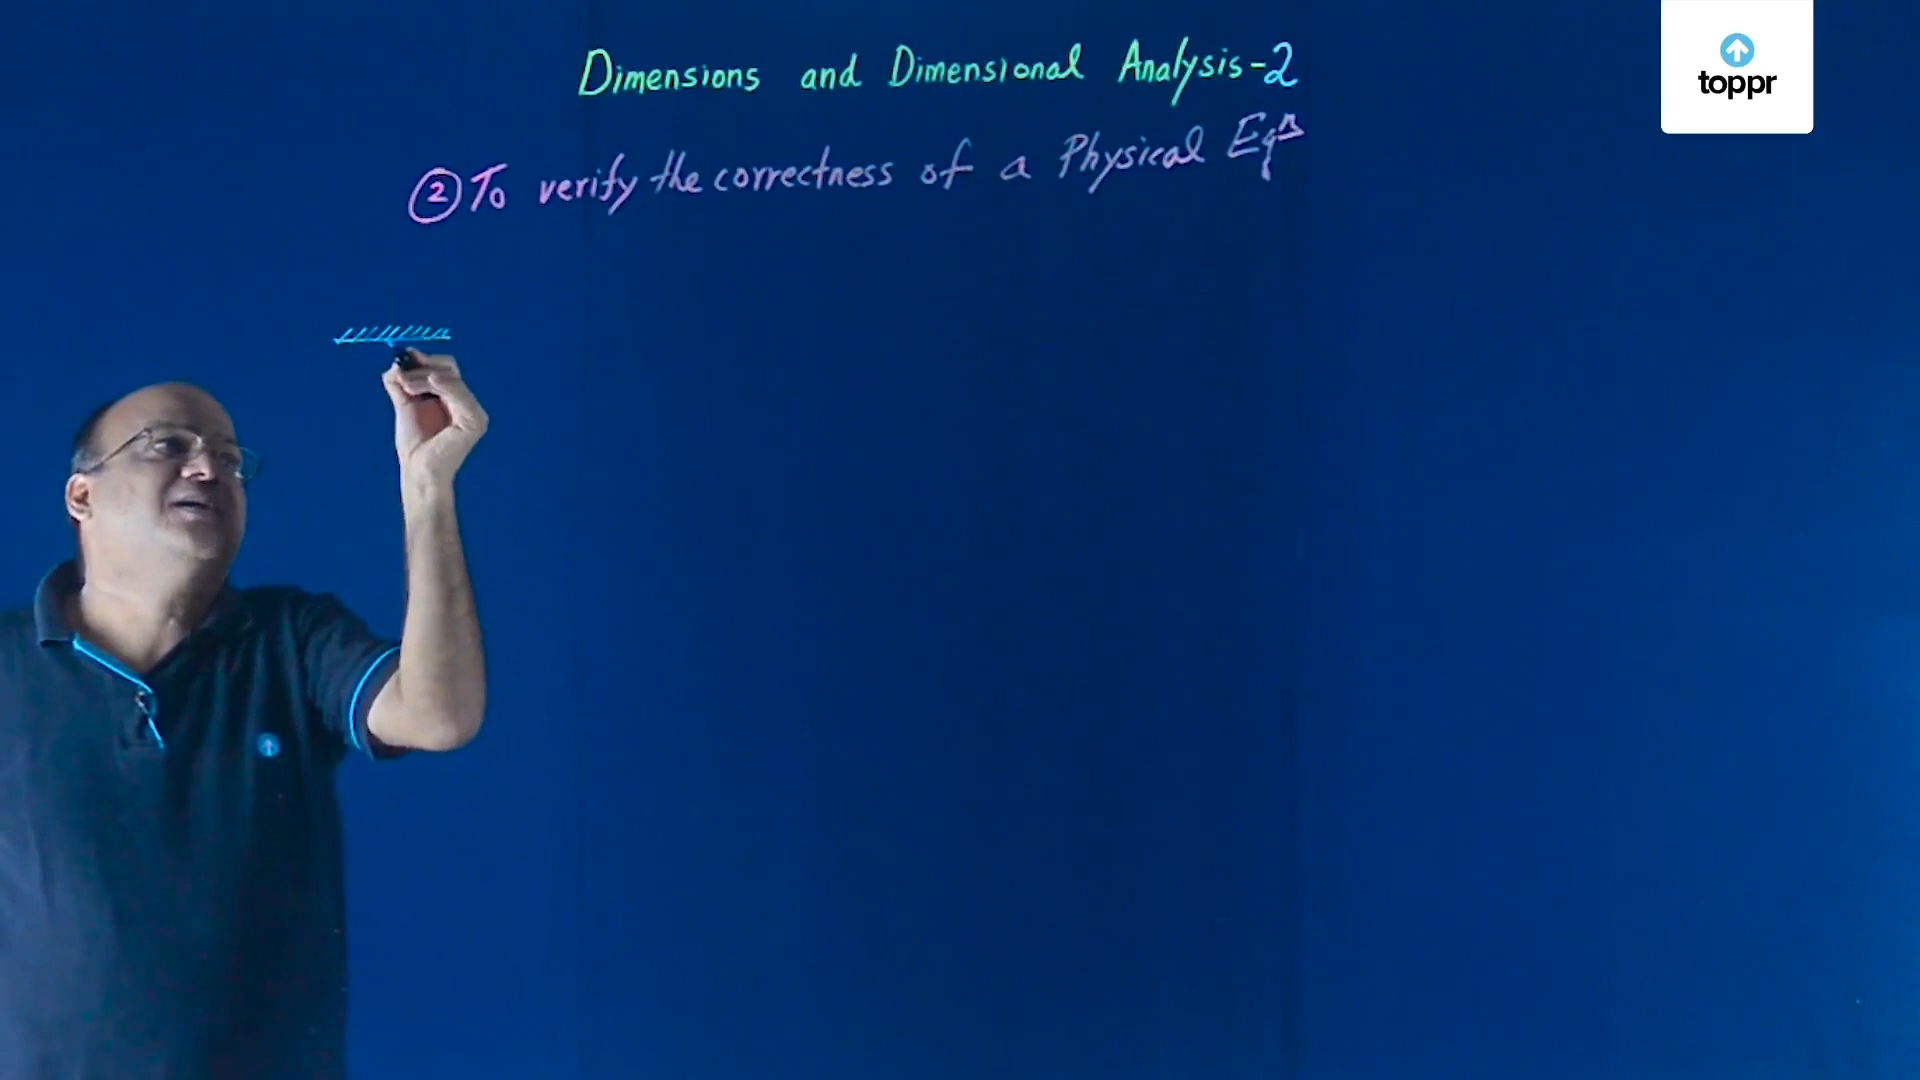 Dimensions and Dimensional Analysis-2
② To verify the correctness of a Physical Eqn
toppr